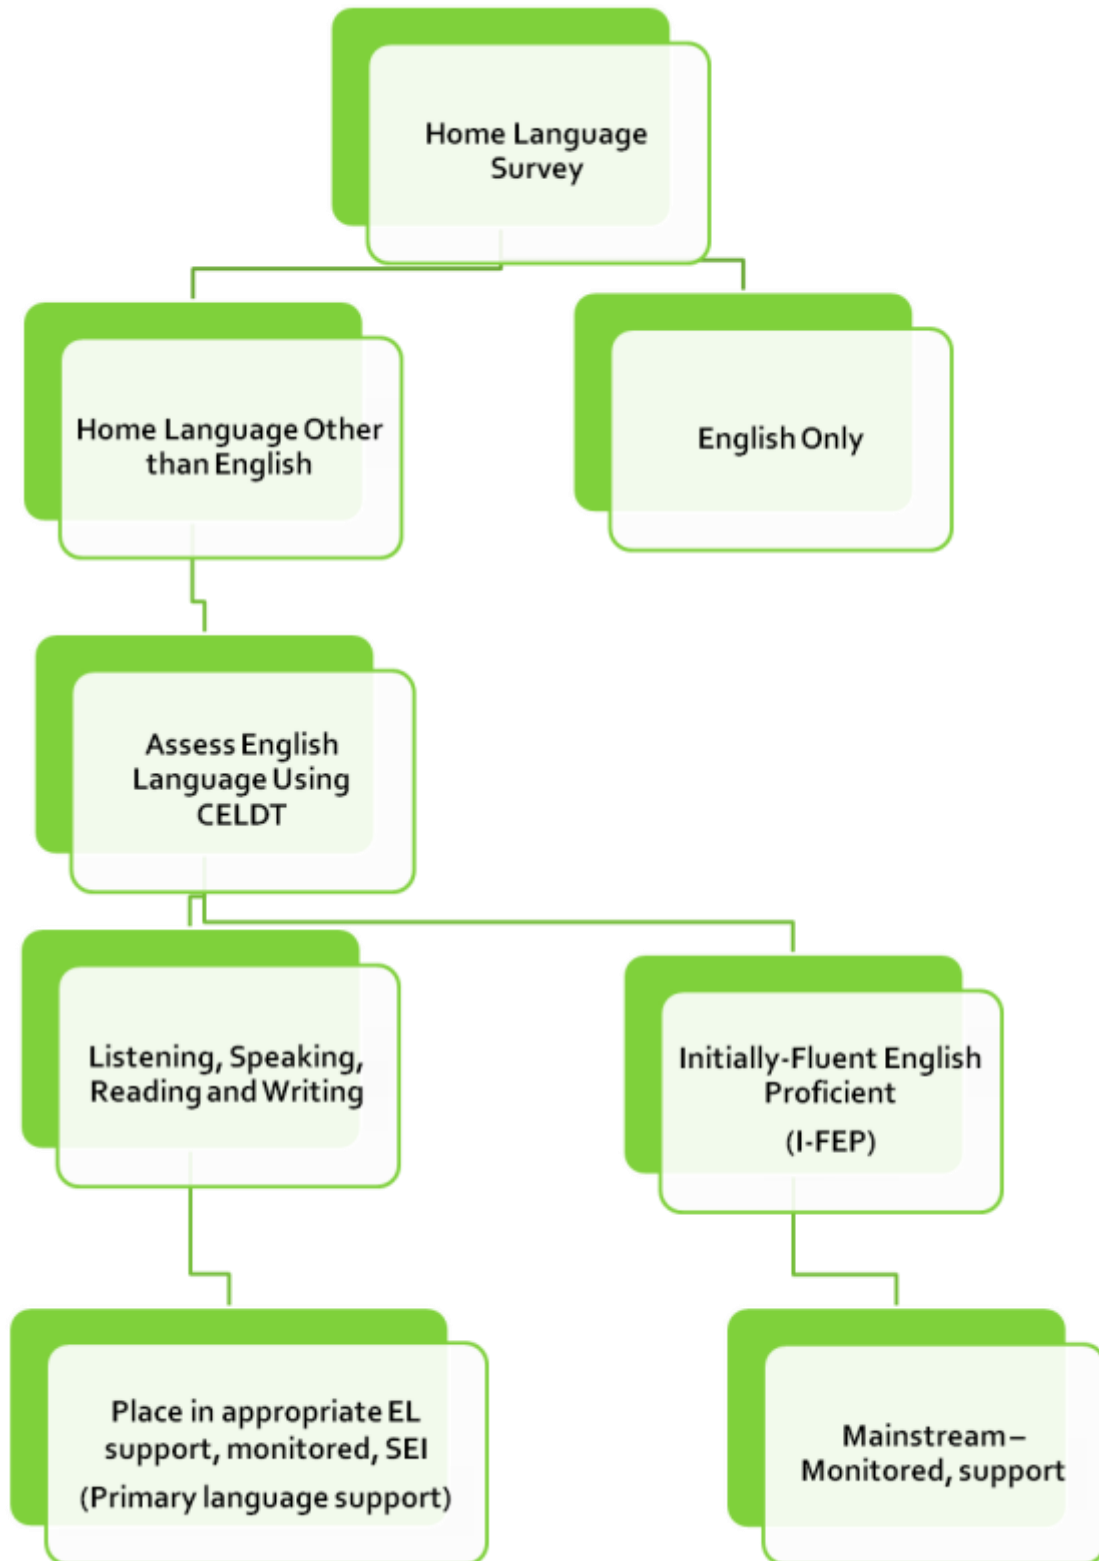 Home Language
Survey
Home Language Other
than English
English Only
Assess English
Language Using
CELDT
Listening, Speaking,
Reading and Writing
Initially-Fluent English
Proficient
(I-FEP)
Place in appropriate EL
support, monitored, SEI
(Primary language support)
Mainstream –
Monitored, support